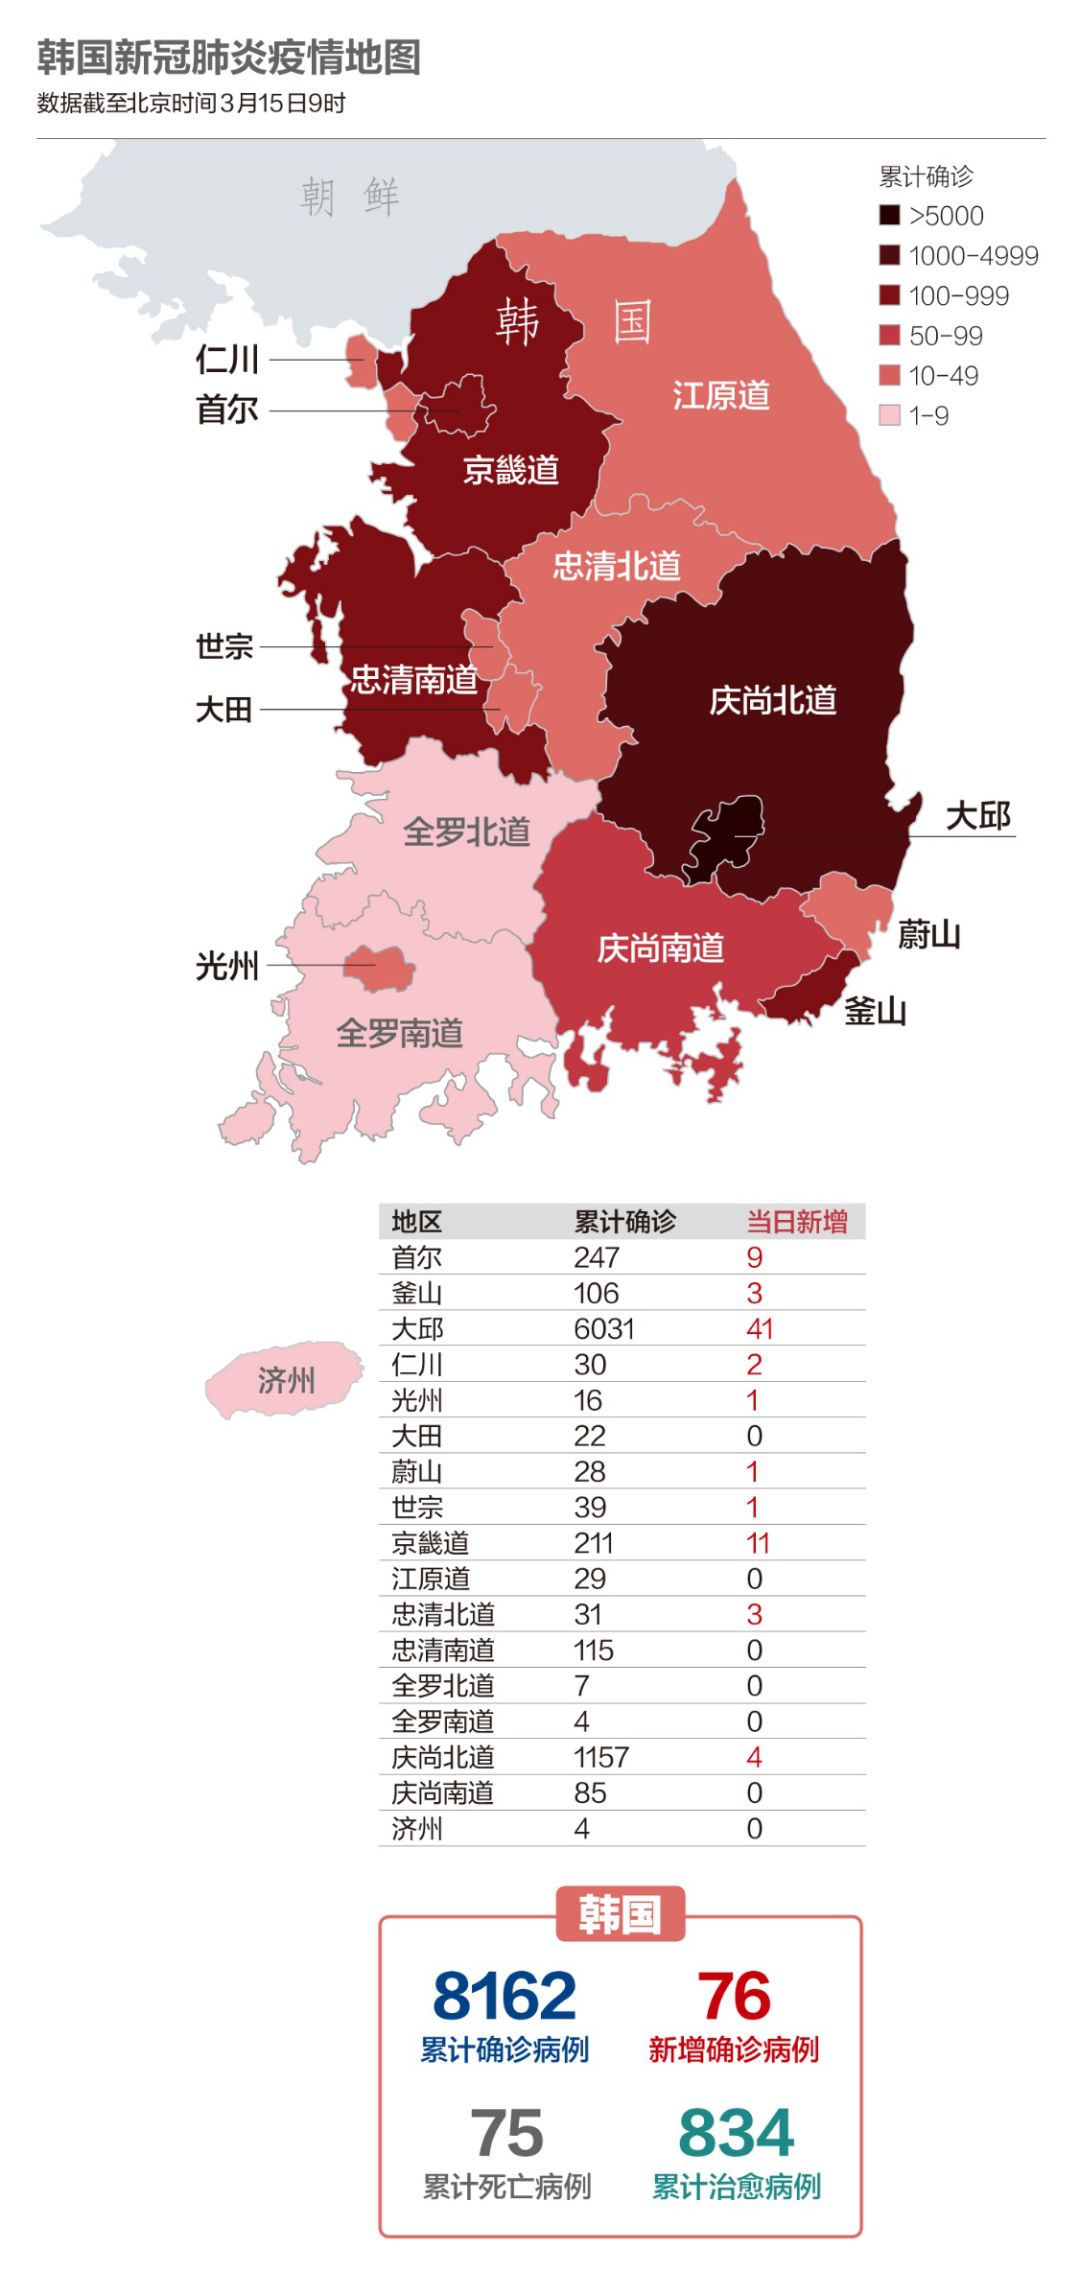 韩国新冠肺炎疫情地图
数据截至北京时间3月15日9时
朝鲜
累计确诊
>5000
1000-4999
100-999
50-99
10-49
1-9
韩国
仁川
首尔
江原道
京畿道
忠清北道
世宗
忠清南道
大田
庆尚北道
大邱
全罗北道
蔚山
庆尚南道
光州
釜山
全罗南道
济州
地区 累计确诊 当日新增
首尔 247 9
釜山 106 3
大邱 6031 41
仁川 30 2
光州 16 1
大田 22 0
蔚山 28 1
世宗 39 1
京畿道 211 11
江原道 29 0
忠清北道 31 3
忠清南道 115 0
全罗北道 7 0
全罗南道 4 0
庆尚北道 1157 4
庆尚南道 85 0
济州 4 0
韩国
8162 76
累计确诊病例 新增确诊病例
75 834
累计死亡病例 累计治愈病例